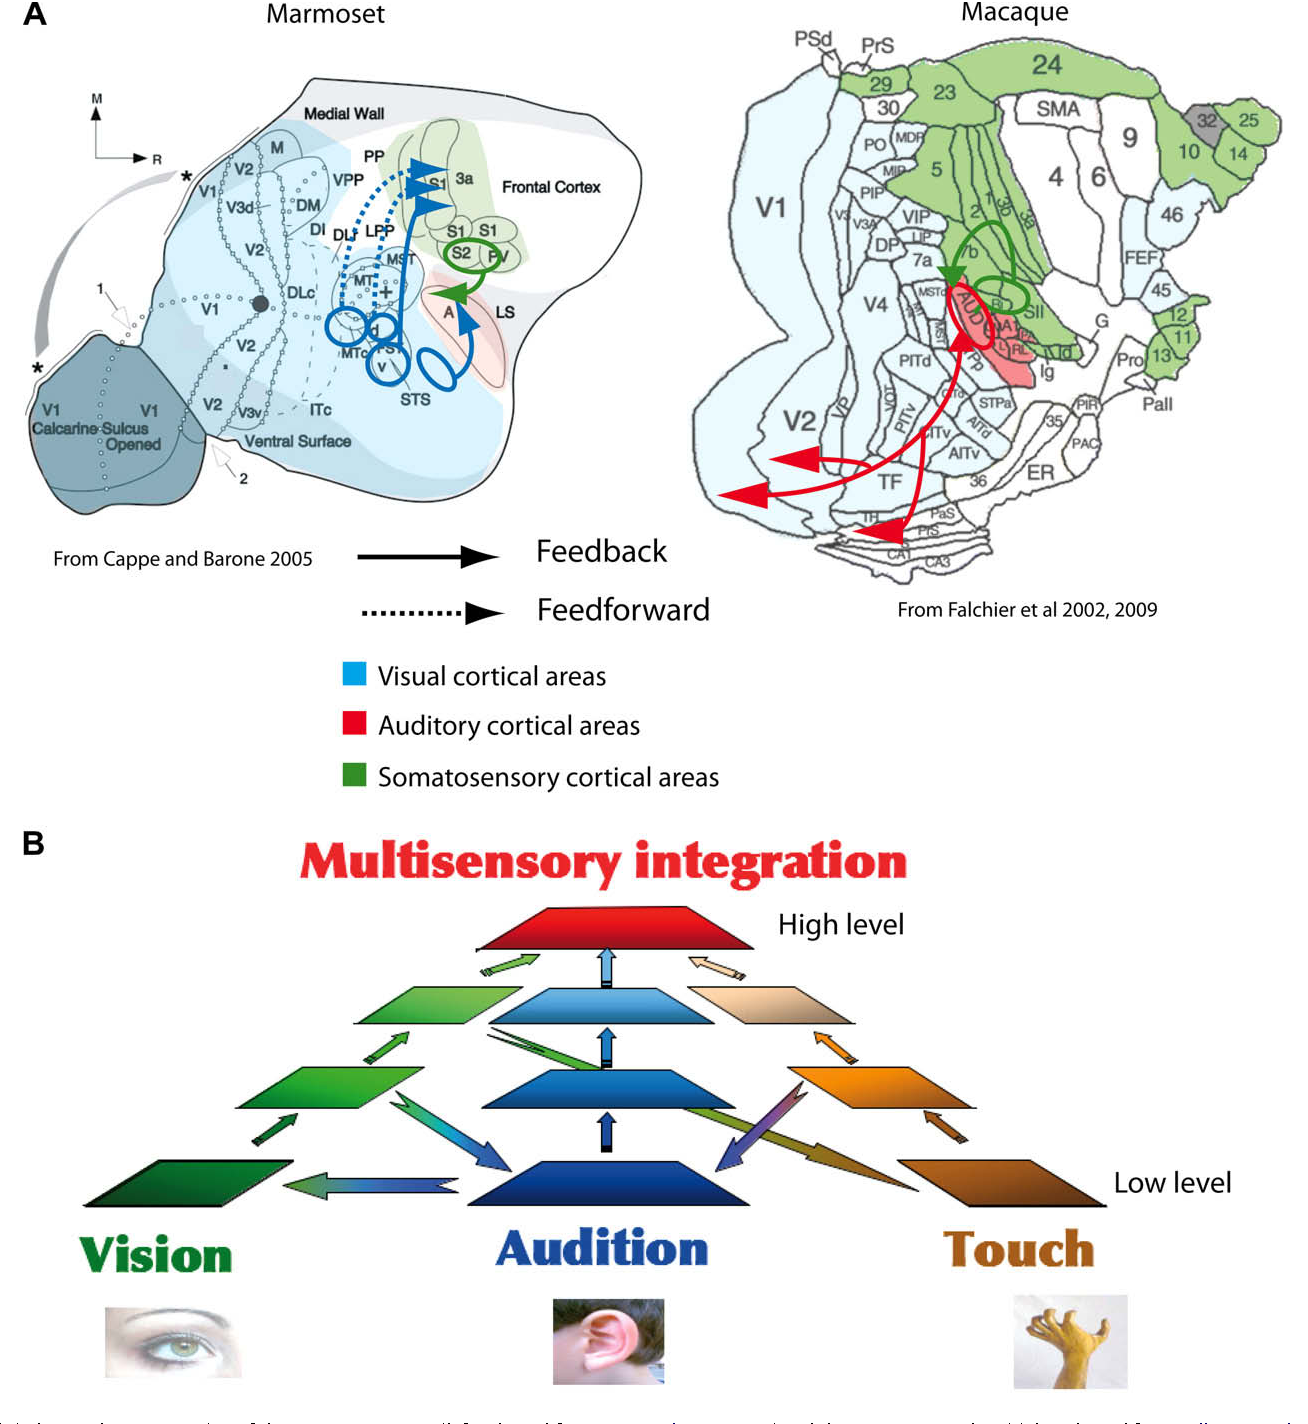 A
Marmoset
Macaque
M
R
Medial Wall
Frontal Cortex
PP
VPP
M
V2
V1
V3d
DM
DI
LPP
S1
3a
S1
S1
S2
PV
MST
MT
+
V2
DLc
V1
A
LS
1
V2
MTc
v
STS
V2
V3v
ITc
Ventral Surface
V1
V1
Calcarine Sulcus
Opened
2
*
*
PSd
PrS
24
29
23
30
SMA
9
32
25
10
14
PO
MDP
5
4
6
MIP
PIP
V1
2
1
3b
3a
46
V3
V3A
VIP
LIP
DP
7b
7a
FEF
45
V4
MSTd
AUD
SII
12
11
13
G
Id
Ig
RL
A1
Pro
Pall
PITd
Pp
V2
VP
VOT
PITv
CITv
STPa
AITd
AITv
PIR
35
PAC
ER
36
TF
TH
PaS
PrS
CA1
CA3
From Cappe and Barone 2005
Feedback
Feedforward
From Falchier et al 2002, 2009
Visual cortical areas
Auditory cortical areas
Somatosensory cortical areas
B
Multisensory integration
High level
Low level
Vision
Audition
Touch